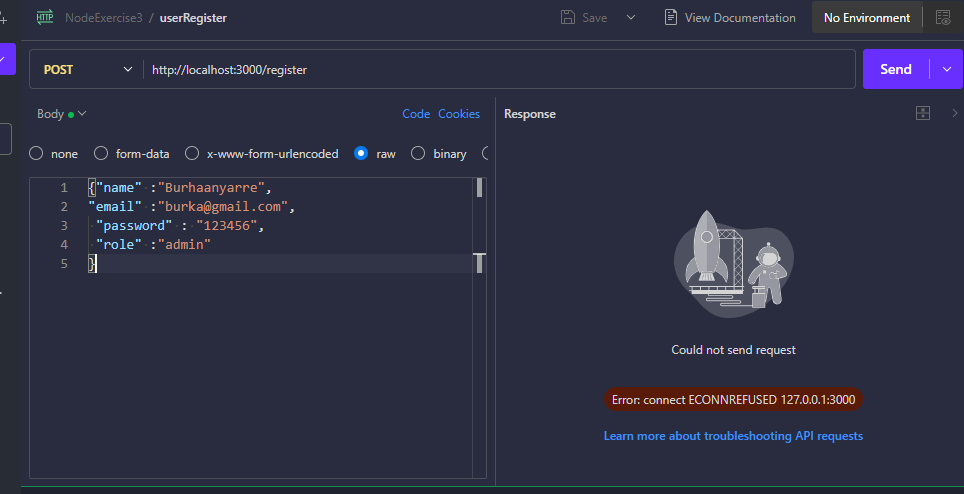 HTTP NodeExercise3 / userRegister Save View Documentation No Environment
POST http://localhost:3000/register Send
Body Code Cookies
none form-data x-www-form-urlencoded raw binary
1 {"name" :"Burhaanyarre",
2 "email" :"burka@gmail.com",
3 "password" : "123456",
4 "role" :"admin"
5 }
Response
Could not send request
Error: connect ECONNREFUSED 127.0.0.1:3000
Learn more about troubleshooting API requests